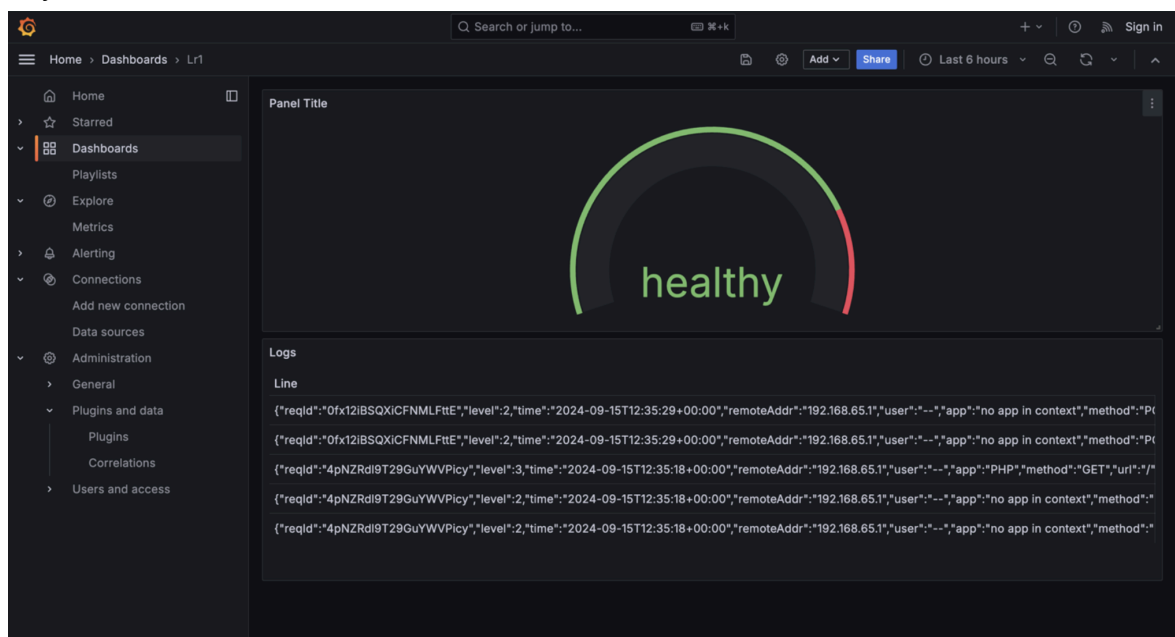 Search or jump to... ⌘+k Sign in
Home › Dashboards › Lr1 Add Share Last 6 hours
Home
Starred
Dashboards
Playlists
Explore
Metrics
Alerting
Connections
Add new connection
Data sources
Administration
General
Plugins and data
Plugins
Correlations
Users and access
Panel Title
healthy
Logs
Line
{"reqId":"0fx12iBSQXiCFNMLFttE","level":2,"time":"2024-09-15T12:35:29+00:00","remoteAddr":"192.168.65.1","user":"--","app":"no app in context","method":"PO
{"reqId":"0fx12iBSQXiCFNMLFttE","level":2,"time":"2024-09-15T12:35:29+00:00","remoteAddr":"192.168.65.1","user":"--","app":"no app in context","method":"PO
{"reqId":"4pNZRdl9T29GuYWVPicy","level":3,"time":"2024-09-15T12:35:18+00:00","remoteAddr":"192.168.65.1","user":"--","app":"PHP","method":"GET","url":"/"
{"reqId":"4pNZRdl9T29GuYWVPicy","level":2,"time":"2024-09-15T12:35:18+00:00","remoteAddr":"192.168.65.1","user":"--","app":"no app in context","method":"
{"reqId":"4pNZRdl9T29GuYWVPicy","level":2,"time":"2024-09-15T12:35:18+00:00","remoteAddr":"192.168.65.1","user":"--","app":"no app in context","method":"